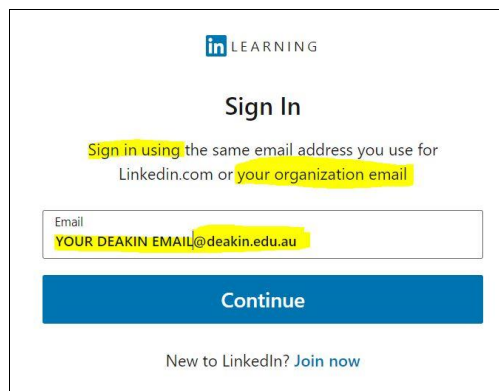 in LEARNING
Sign In
Sign in using the same email address you use for
Linkedin.com or your organization email
Email
YOUR DEAKIN EMAIL@deakin.edu.au
Continue
New to LinkedIn? Join now